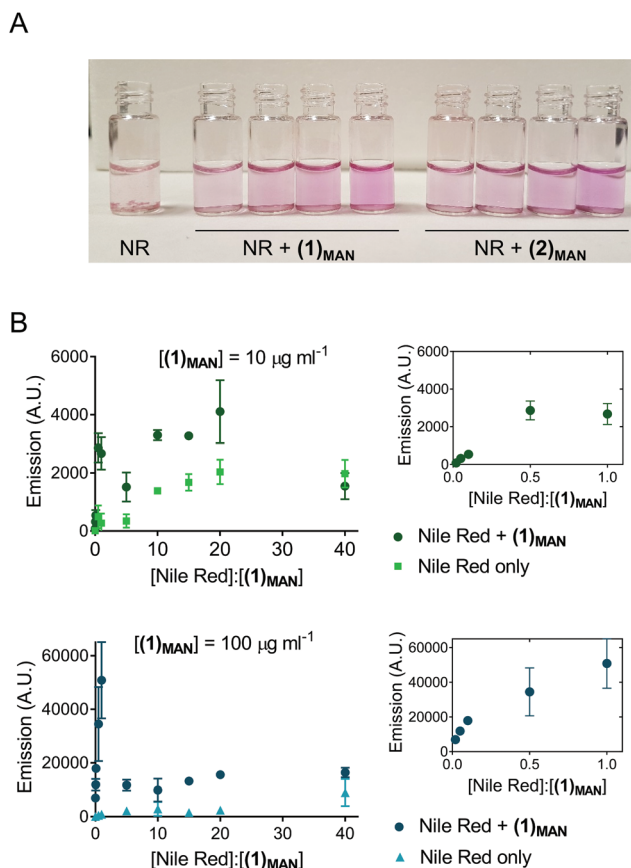 A
NR
NR + (1)MAN
NR + (2)MAN
B
[(1)MAN] = 10 μg ml-1
Emission (A.U.)
6000
4000
2000
0
0 10 20 30 40
[Nile Red]:[(1)MAN]
Emission (A.U.)
6000
4000
2000
0
0.0 0.5 1.0
[Nile Red]:[(1)MAN]
Nile Red + (1)MAN
Nile Red only
[(1)MAN] = 100 μg ml-1
Emission (A.U.)
60000
40000
20000
0
0 10 20 30 40
[Nile Red]:[(1)MAN]
Emission (A.U.)
60000
40000
20000
0
0.0 0.5 1.0
[Nile Red]:[(1)MAN]
Nile Red + (1)MAN
Nile Red only